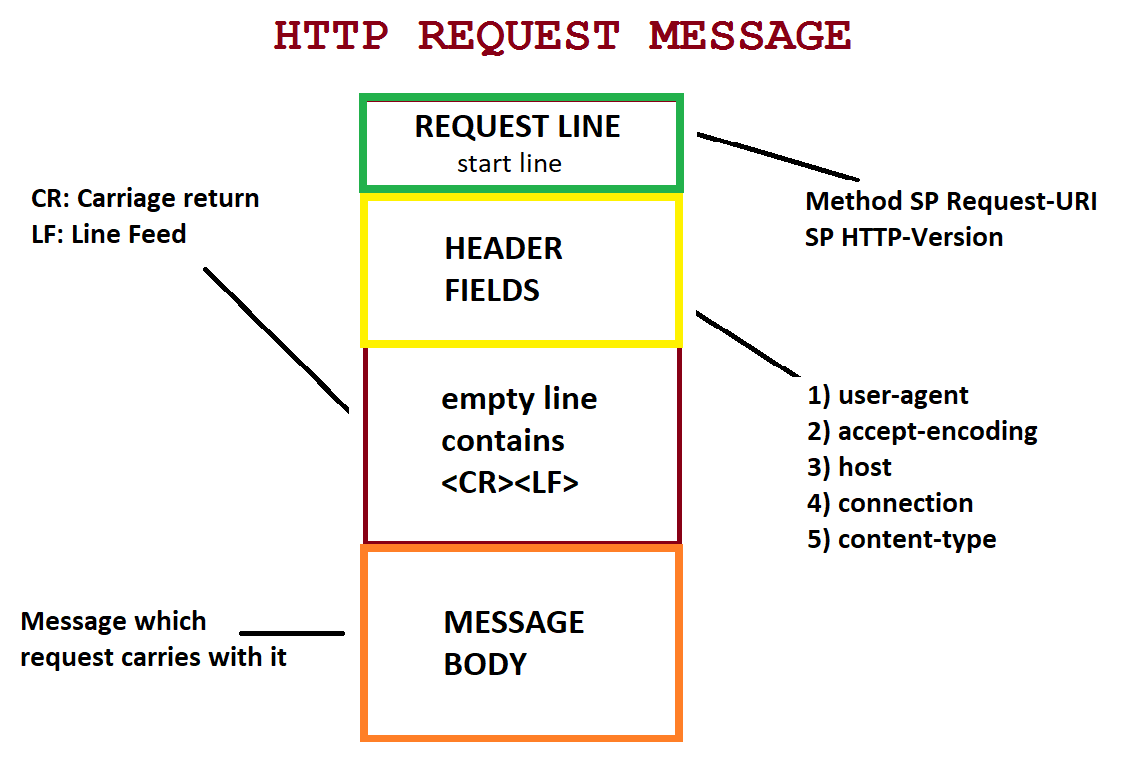 HTTP REQUEST MESSAGE
REQUEST LINE
start line
Method SP Request-URI
SP HTTP-Version
CR: Carriage return
LF: Line Feed
HEADER
FIELDS
1) user-agent
2) accept-encoding
3) host
4) connection
5) content-type
empty line
contains
<CR><LF>
Message which
request carries with it
MESSAGE
BODY